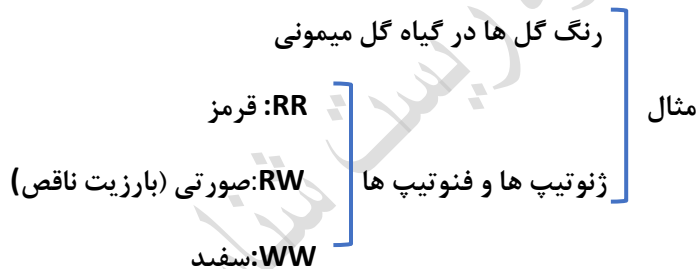 رنگ گل ها در گیاه گل میمونی
مثال
RR: قرمز
ژنوتیپ ها و فنوتیپ ها
RW:صورتی (بارزیت ناقص)
WW:سفید